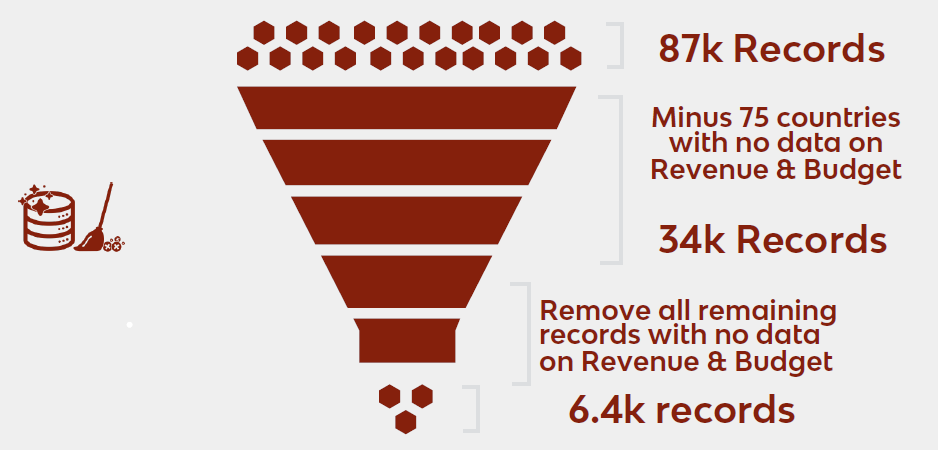 87k Records
Minus 75 countries
with no data on
Revenue & Budget
34k Records
Remove all remaining
records with no data
on Revenue & Budget
6.4k records